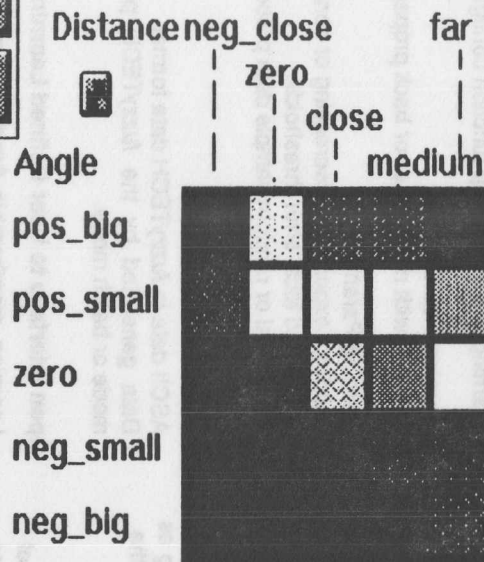 Distance neg_close far
zero
close
Angle medium
pos_big
pos_small
zero
neg_small
neg_big